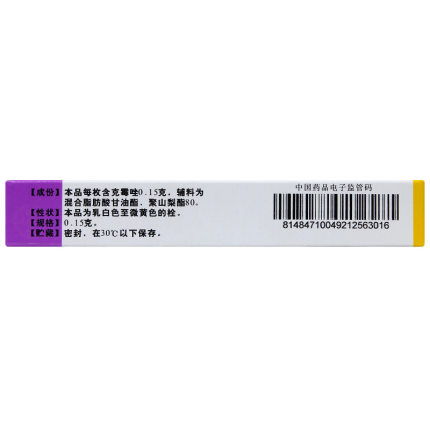 【成份】本品每枚含克霉唑0.15克，辅料为
混合脂肪酸甘油酯，聚山梨酯80。
【性状】本品为乳白色至微黄色的栓。
【规格】0.15克。
【贮藏】密封，在30℃以下保存。
中国药品电子监管码
81484710049212563016